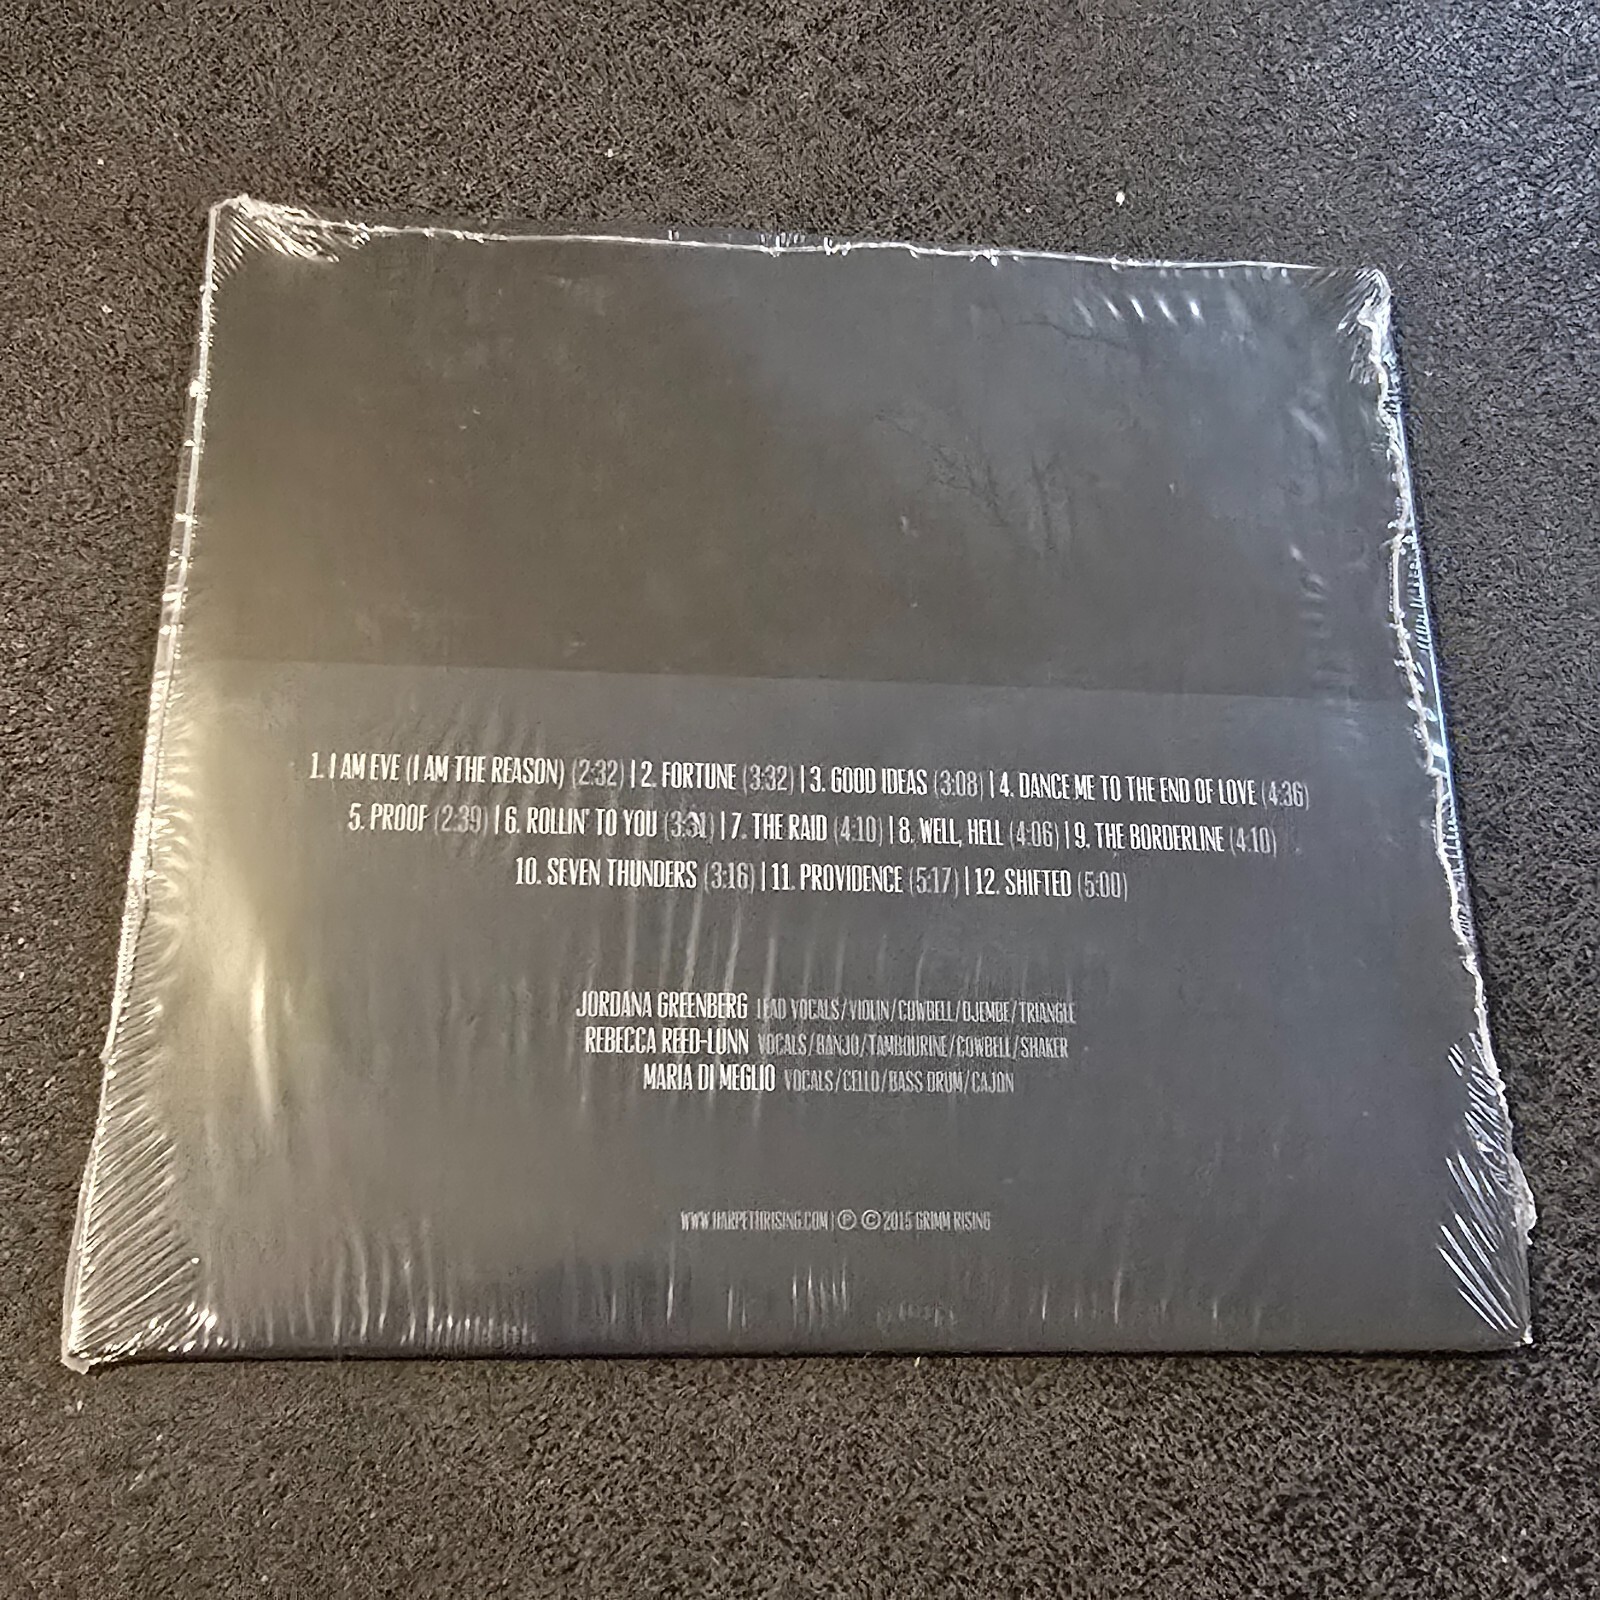 1. I AM EVE (I AM THE REASON) (2:32) | 2. FORTUNE (3:32) | 3. GOOD IDEAS (3:08) | 4. DANCE ME TO THE END OF LOVE (4:36)
5. PROOF (2:39) | 6. ROLLIN' TO YOU (3:31) | 7. THE RAID (4:10) | 8. WELL, HELL (4:06) | 9. THE BORDERLINE (4:10)
10. SEVEN THUNDERS (3:16) | 11. PROVIDENCE (5:17) | 12. SHIFTED (5:00)
JORDANA GREENBERG LEAD VOCALS/VIOLIN/COWBELL/DJEMBE/TRIANGLE
REBECCA REED-LUNN VOCALS/BANJO/TAMBOURINE/COWBELL/SHAKER
MARIA DI MEGLIO VOCALS/CELLO/BASS DRUM/CAJON
WWW.HARPETHRISING.COM | ℗ © 2015 GRIMM RISING